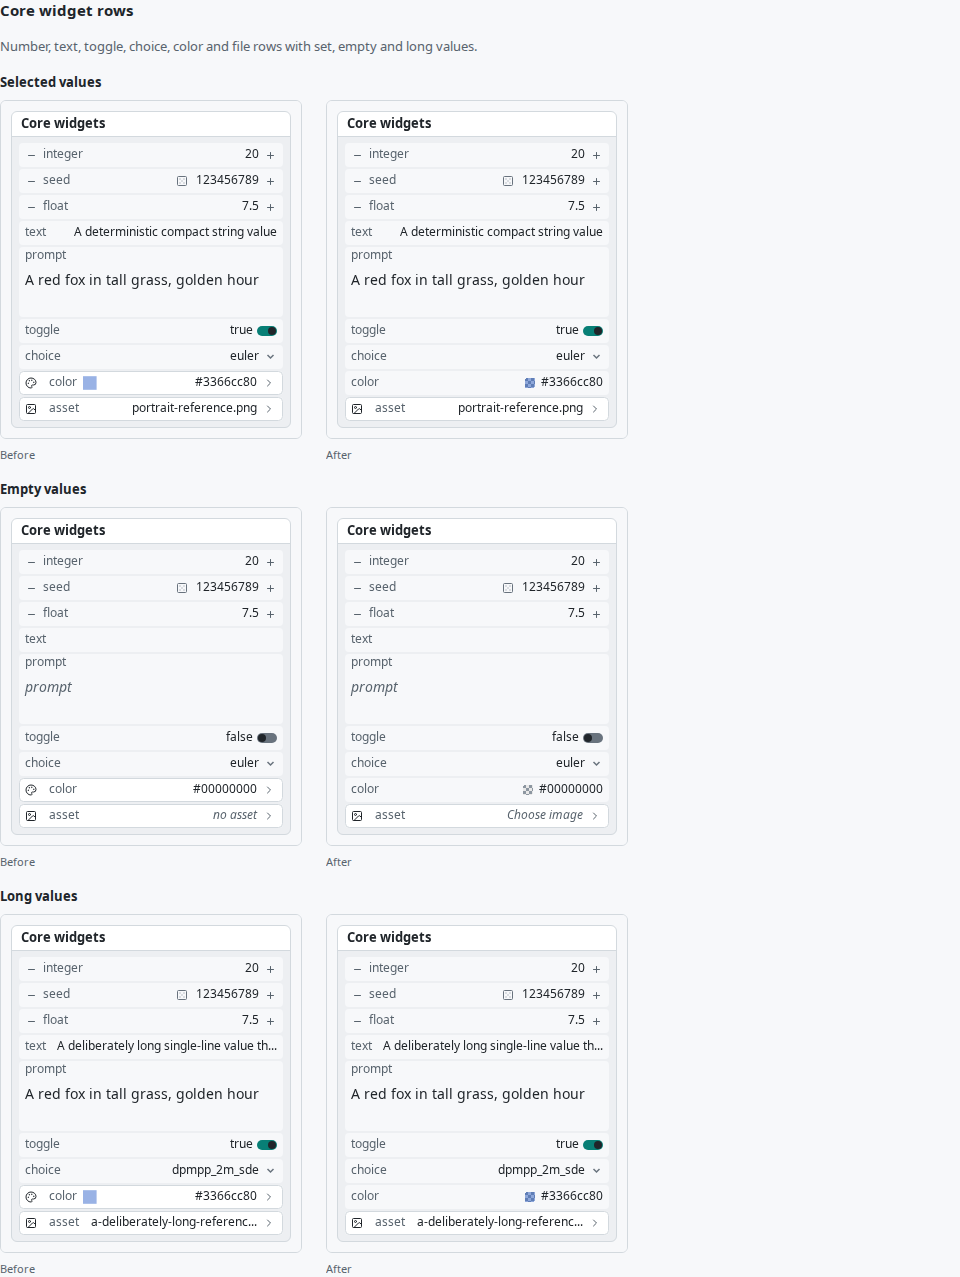 Core widget rows
Number, text, toggle, choice, color and file rows with set, empty and long values.
Selected values
Core widgets
– integer 20 +
– seed 123456789 +
– float 7.5 +
text A deterministic compact string value
prompt
A red fox in tall grass, golden hour
toggle true
choice euler
color #3366cc80
asset portrait-reference.png
Before
Core widgets
– integer 20 +
– seed 123456789 +
– float 7.5 +
text A deterministic compact string value
prompt
A red fox in tall grass, golden hour
toggle true
choice euler
color #3366cc80
asset portrait-reference.png
After
Empty values
Core widgets
– integer 20 +
– seed 123456789 +
– float 7.5 +
text
prompt
prompt
toggle false
choice euler
color #00000000
asset no asset
Before
Core widgets
– integer 20 +
– seed 123456789 +
– float 7.5 +
text
prompt
prompt
toggle false
choice euler
color #00000000
asset Choose image
After
Long values
Core widgets
– integer 20 +
– seed 123456789 +
– float 7.5 +
text A deliberately long single-line value th...
prompt
A red fox in tall grass, golden hour
toggle true
choice dpmpp_2m_sde
color #3366cc80
asset a-deliberately-long-referenc...
Before
Core widgets
– integer 20 +
– seed 123456789 +
– float 7.5 +
text A deliberately long single-line value th...
prompt
A red fox in tall grass, golden hour
toggle true
choice dpmpp_2m_sde
color #3366cc80
asset a-deliberately-long-referenc...
After